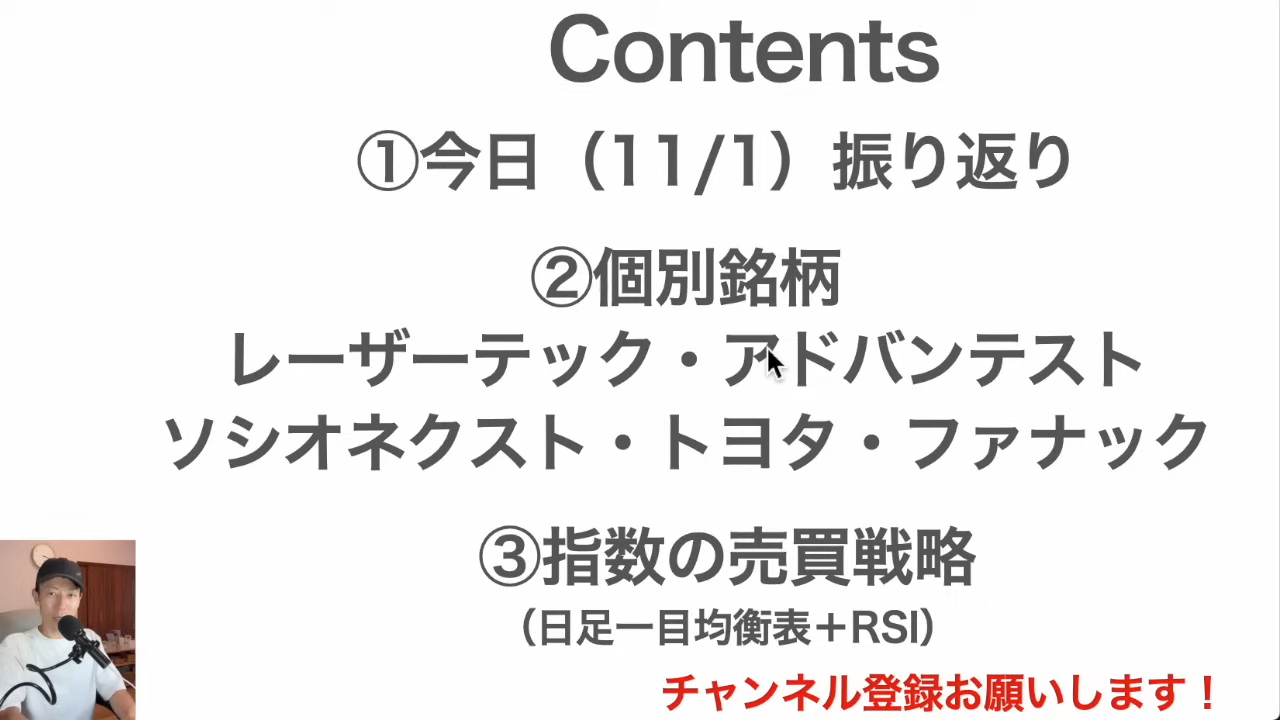 Contents
①今日（11/1）振り返り
②個別銘柄
レーザーテック・アドバンテスト
ソシオネクスト・トヨタ・ファナック
③指数の売買戦略
（日足一目均衡表＋RSI）
チャンネル登録お願いします！